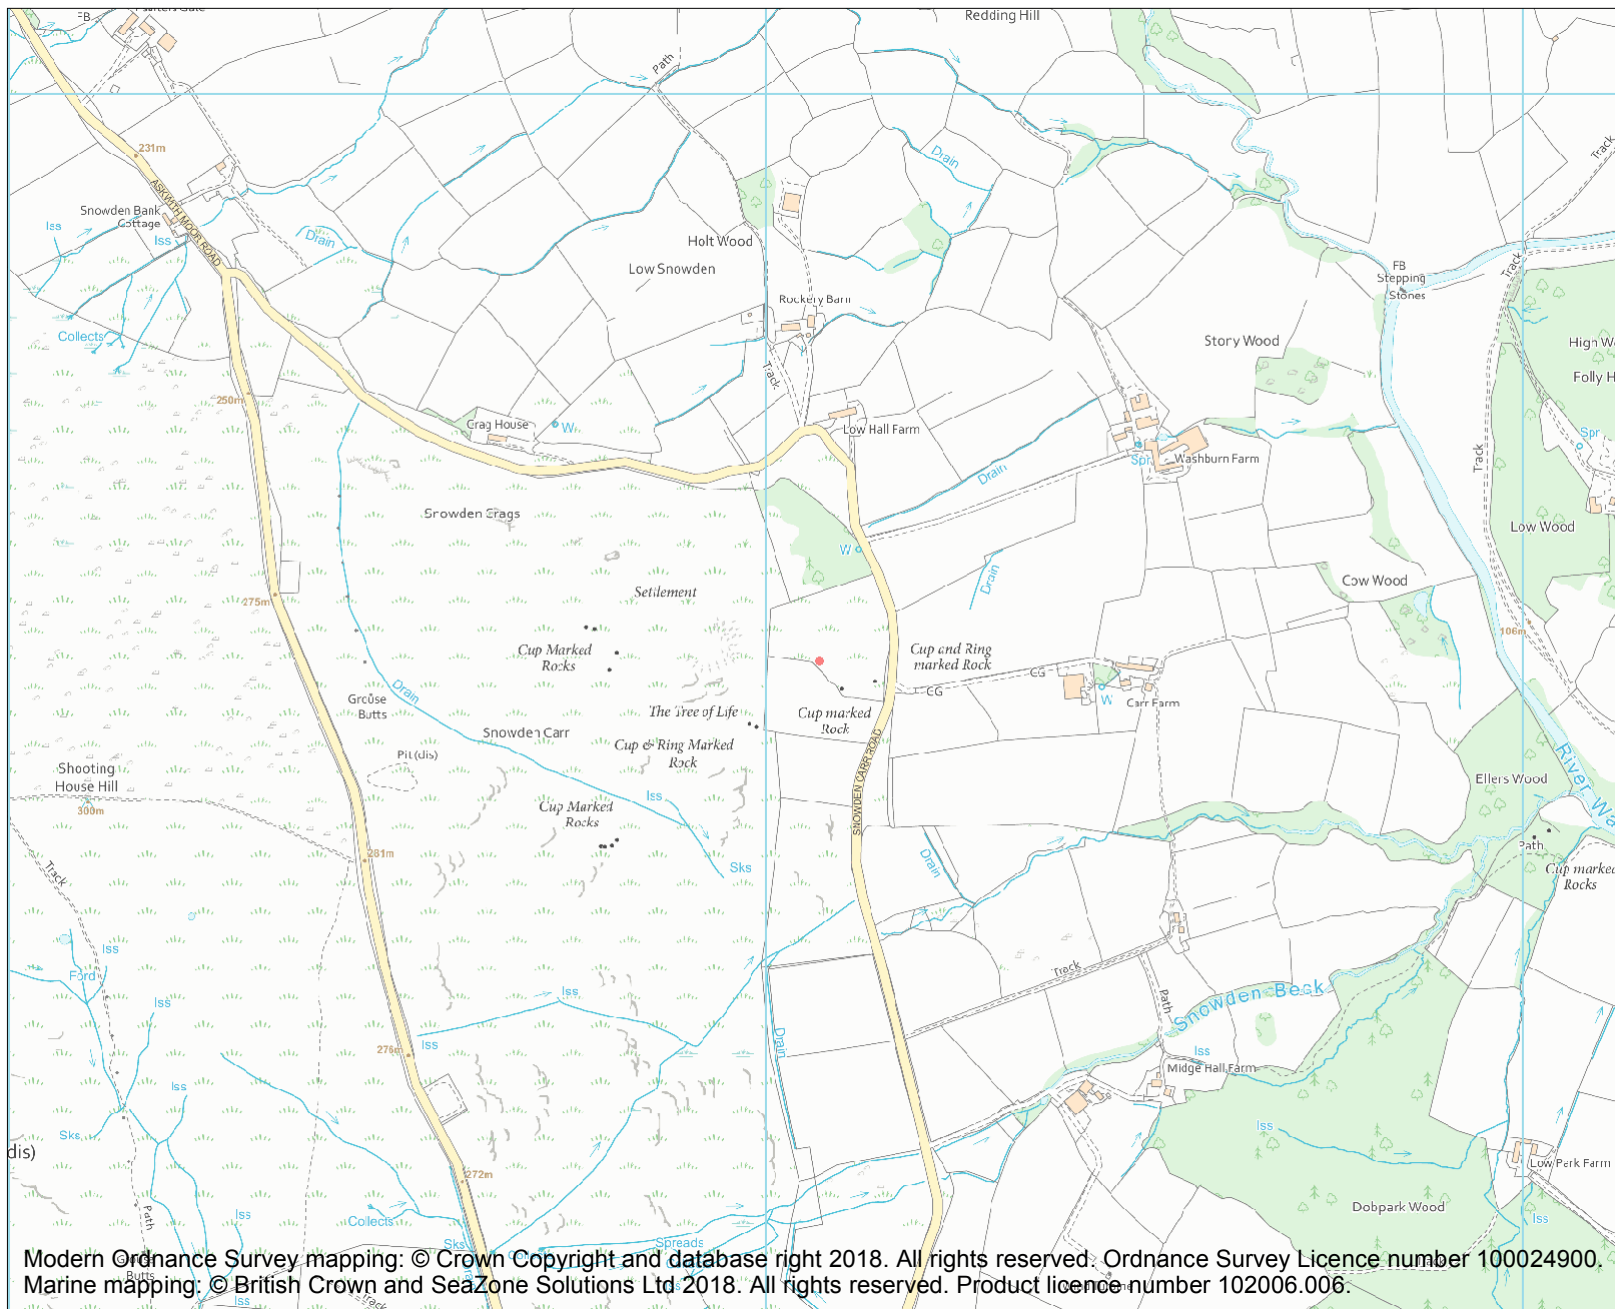 FB
Redding Hill
Path
231m
ASKWITH MOOR ROAD
Snowden Bank
Cottage
Iss
Iss
Drain
Collects
Drain
Track
Holt Wood
Low Snowden
Rockery Barn
Track
FB
Stepping
Stones
Track
Story Wood
High
Folly
250m
Crag House
W
Low Hall Farm
Spr
Washburn Farm
Drain
Track
Spr
Low Wood
Snowden Crags
W
Drain
Cow Wood
275m
Settlement
106m
Cup Marked
Rocks
Cup and Ring
marked Rock
CG
CG
W
Carr Farm
Drain
Grouse
Butts
The Tree of Life
Cup marked
Rock
Snowden Carr
Cup & Ring Marked
Rock
Pit (dis)
SNOWDEN CARR ROAD
River
Shooting
House Hill
300m
Ellers Wood
Iss
Cup Marked
Rocks
281m
Track
Sks
Drain
Path
Cup marked
Rocks
Iss
Ford
Iss
Iss
Track
Path
Snowden Beck
276m
Iss
Drain
Iss
Midge Hall Farm
Iss
Sks
dis)
Iss
Low Park Farm
272m
Dobpark Wood
Path
Iss
Collects
Iss
Sks
Spreads
Modern Ordnance Survey mapping: © Crown Copyright and database right 2018. All rights reserved. Ordnance Survey Licence number 100024900.
Butts
Marine mapping: © British Crown and SeaZone Solutions Ltd 2018. All rights reserved. Product licence number 102006.006.
Iss
Track